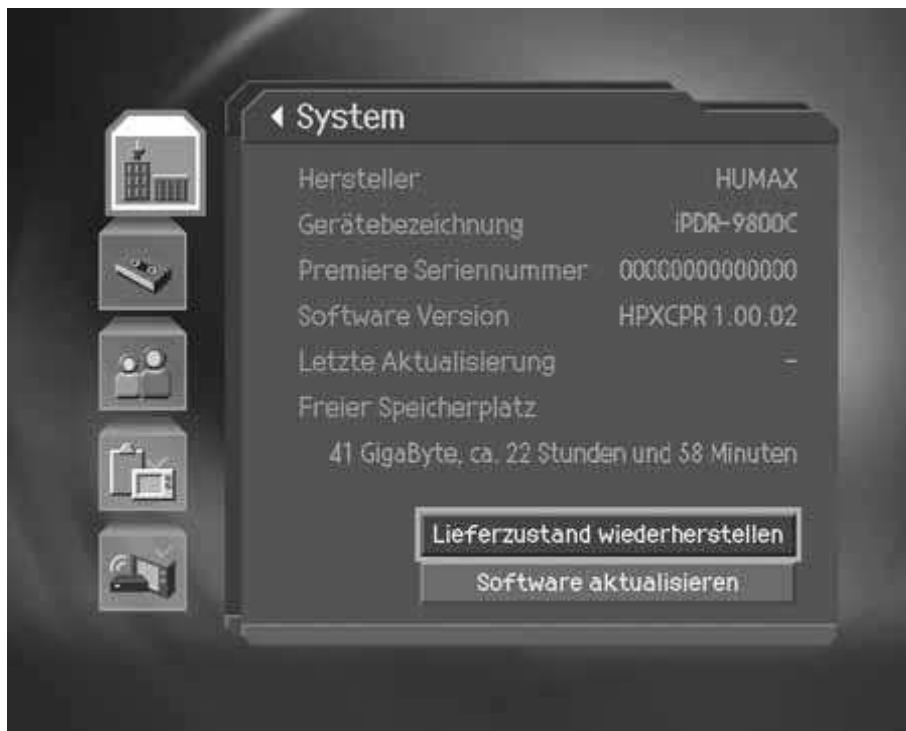 System
Hersteller HUMAX
Gerätebezeichnung iPDR-9800C
Premiere Seriennummer 00000000000000
Software Version HPXCPR 1.00.02
Letzte Aktualisierung -
Freier Speicherplatz
41 GigaByte, ca. 22 Stunden und 58 Minuten
Lieferzustand wiederherstellen
Software aktualisieren